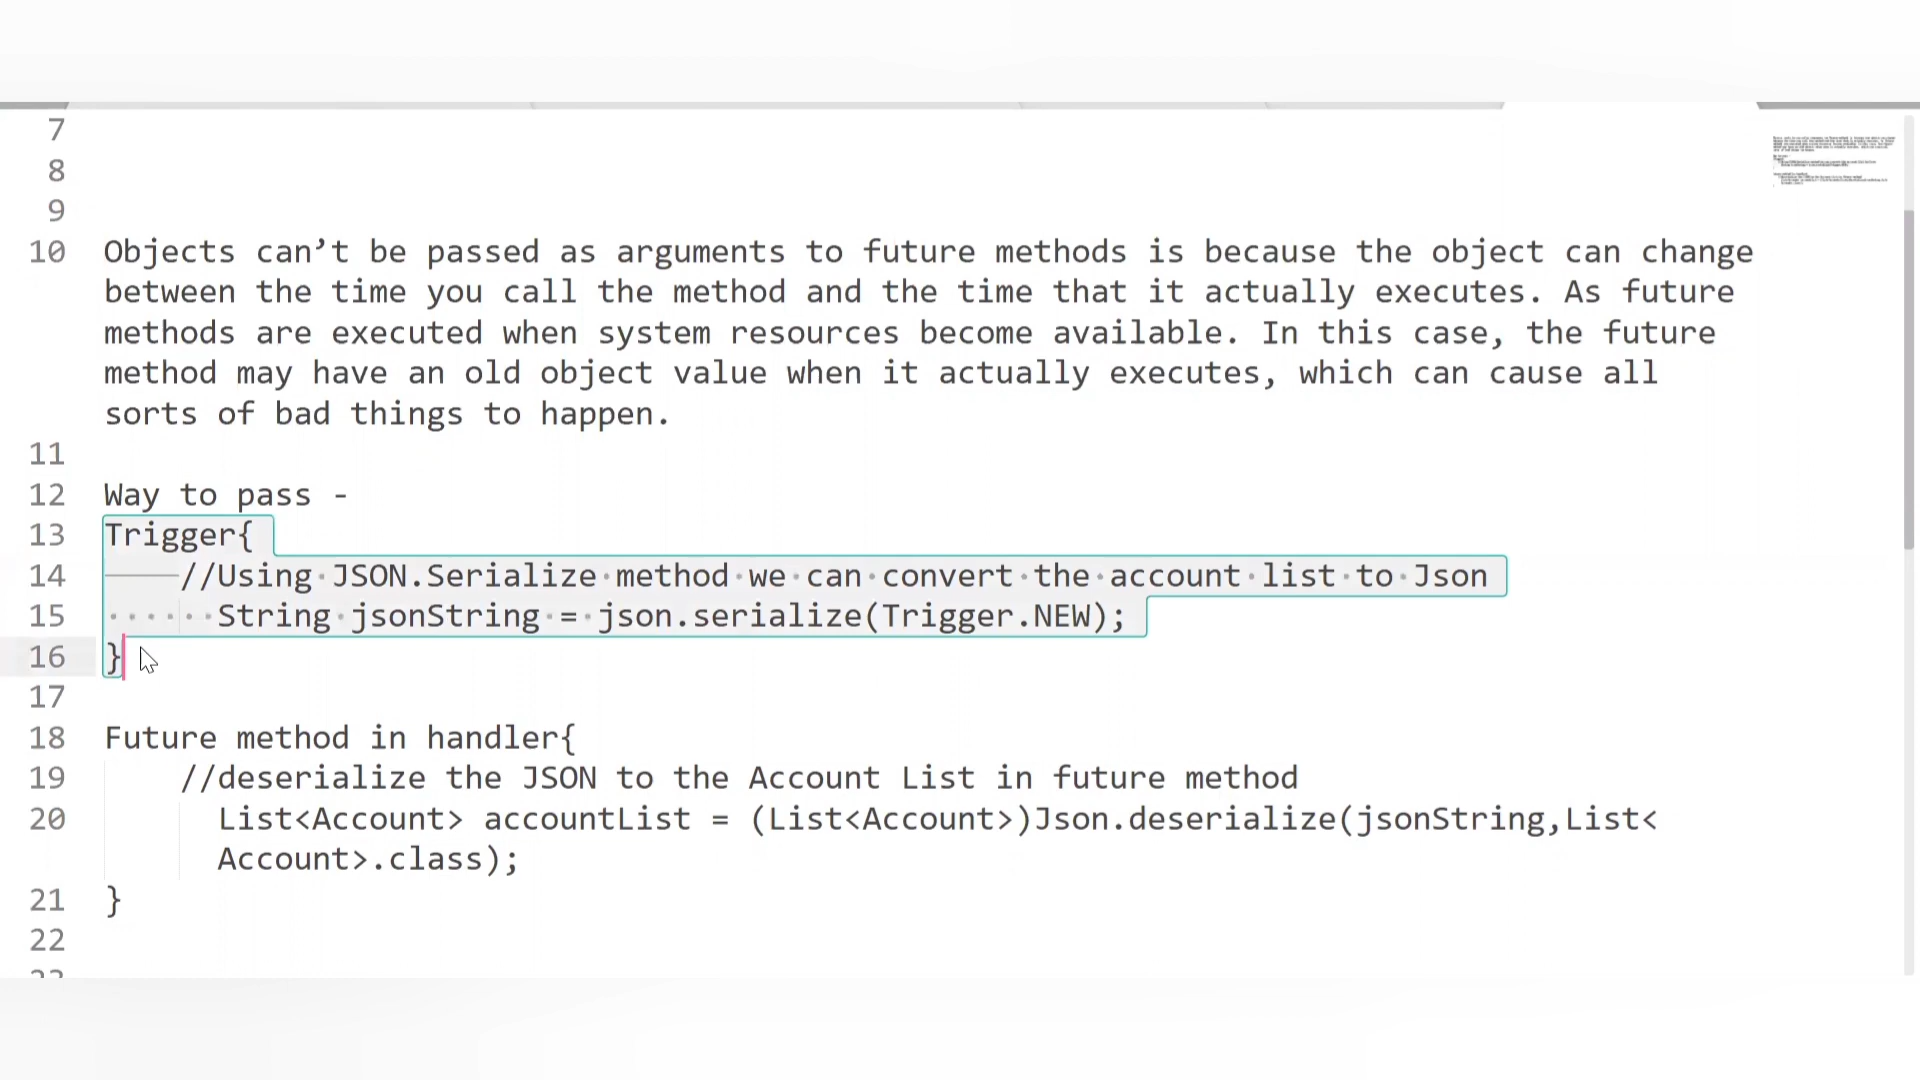 7
8
9
10 Objects can’t be passed as arguments to future methods is because the object can change
between the time you call the method and the time that it actually executes. As future
methods are executed when system resources become available. In this case, the future
method may have an old object value when it actually executes, which can cause all
sorts of bad things to happen.
11
12 Way to pass -
13 Trigger{
14 //Using JSON.Serialize method we can convert the account list to Json
15 String jsonString = json.serialize(Trigger.NEW);
16 }
17
18 Future method in handler{
19 //deserialize the JSON to the Account List in future method
20 List<Account> accountList = (List<Account>)Json.deserialize(jsonString,List<
Account>.class);
21 }
22